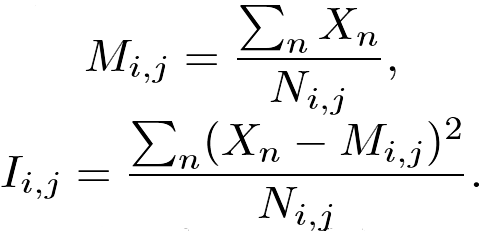 M_{i,j} = \frac{\sum_n X_n}{N_{i,j}},
I_{i,j} = \frac{\sum_n (X_n - M_{i,j})^2}{N_{i,j}}.